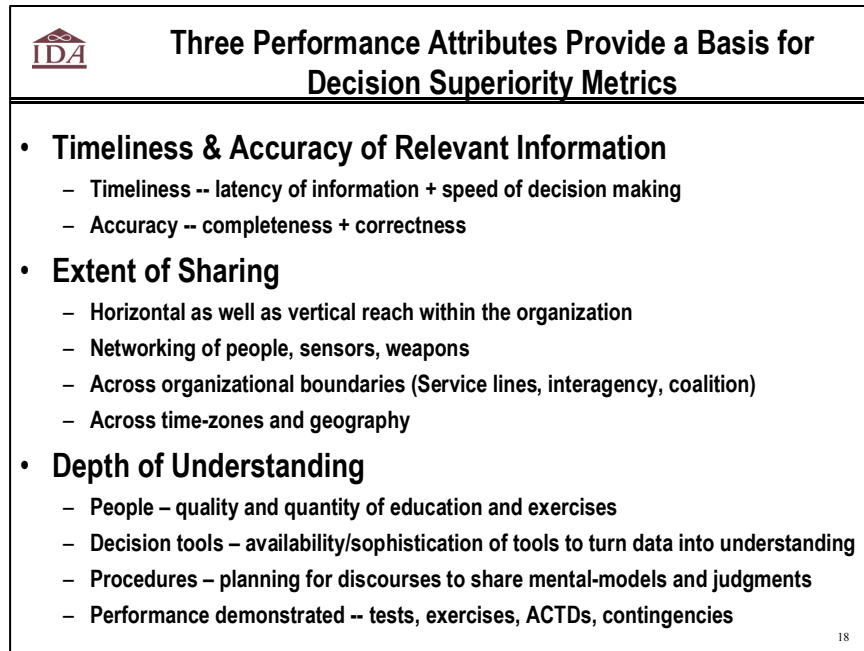 IDA
Three Performance Attributes Provide a Basis for
Decision Superiority Metrics
• Timeliness & Accuracy of Relevant Information
– Timeliness -- latency of information + speed of decision making
– Accuracy -- completeness + correctness
• Extent of Sharing
– Horizontal as well as vertical reach within the organization
– Networking of people, sensors, weapons
– Across organizational boundaries (Service lines, interagency, coalition)
– Across time-zones and geography
• Depth of Understanding
– People – quality and quantity of education and exercises
– Decision tools – availability/sophistication of tools to turn data into understanding
– Procedures – planning for discourses to share mental-models and judgments
– Performance demonstrated -- tests, exercises, ACTDs, contingencies
18